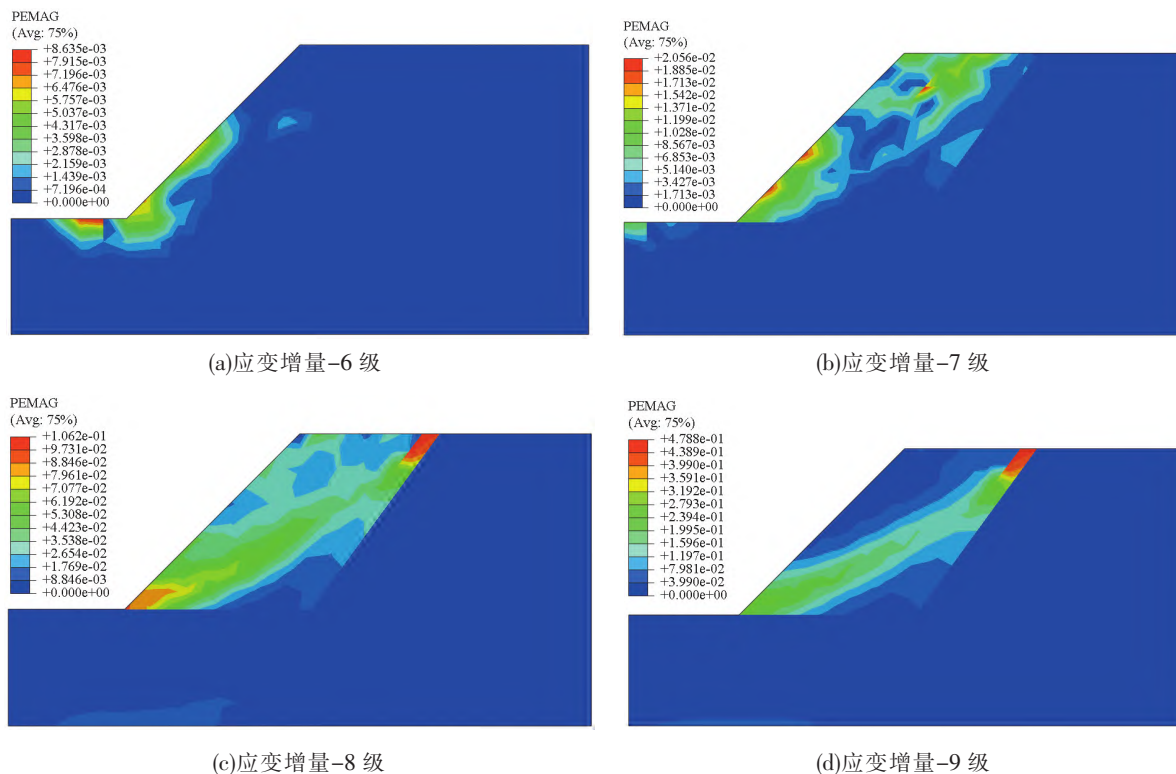 PEMAG
(Avg: 75%)
+8.635e-03
+7.915e-03
+7.196e-03
+6.476e-03
+5.757e-03
+5.037e-03
+4.317e-03
+3.598e-03
+2.878e-03
+2.159e-03
+1.439e-03
+7.196e-04
+0.000e+00
(a)应变增量–6 级
PEMAG
(Avg: 75%)
+2.056e-02
+1.885e-02
+1.713e-02
+1.542e-02
+1.371e-02
+1.199e-02
+1.028e-02
+8.567e-03
+6.853e-03
+5.140e-03
+3.427e-03
+1.713e-03
+0.000e+00
(b)应变增量–7 级
PEMAG
(Avg: 75%)
+1.062e-01
+9.731e-02
+8.846e-02
+7.961e-02
+7.077e-02
+6.192e-02
+5.308e-02
+4.423e-02
+3.538e-02
+2.654e-02
+1.769e-02
+8.846e-03
+0.000e+00
(c)应变增量–8 级
PEMAG
(Avg: 75%)
+4.788e-01
+4.389e-01
+3.990e-01
+3.591e-01
+3.192e-01
+2.793e-01
+2.394e-01
+1.995e-01
+1.596e-01
+1.197e-01
+7.981e-02
+3.990e-02
+0.000e+00
(d)应变增量–9 级